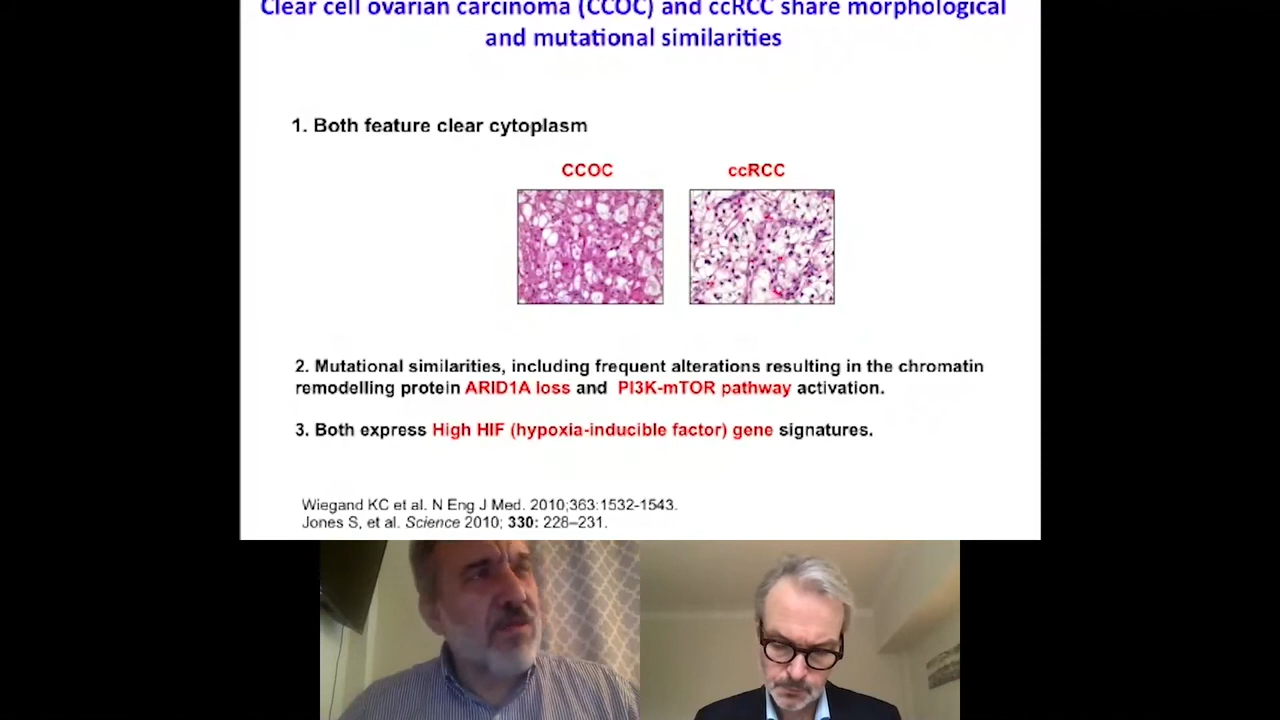 Clear cell ovarian carcinoma (CCOC) and ccRCC share morphological
and mutational similarities
1. Both feature clear cytoplasm
CCOC
ccRCC
2. Mutational similarities, including frequent alterations resulting in the chromatin
remodelling protein ARID1A loss and PI3K-mTOR pathway activation.
3. Both express High HIF (hypoxia-inducible factor) gene signatures.
Wiegand KC et al. N Eng J Med. 2010;363:1532-1543.
Jones S, et al. Science 2010; 330: 228–231.